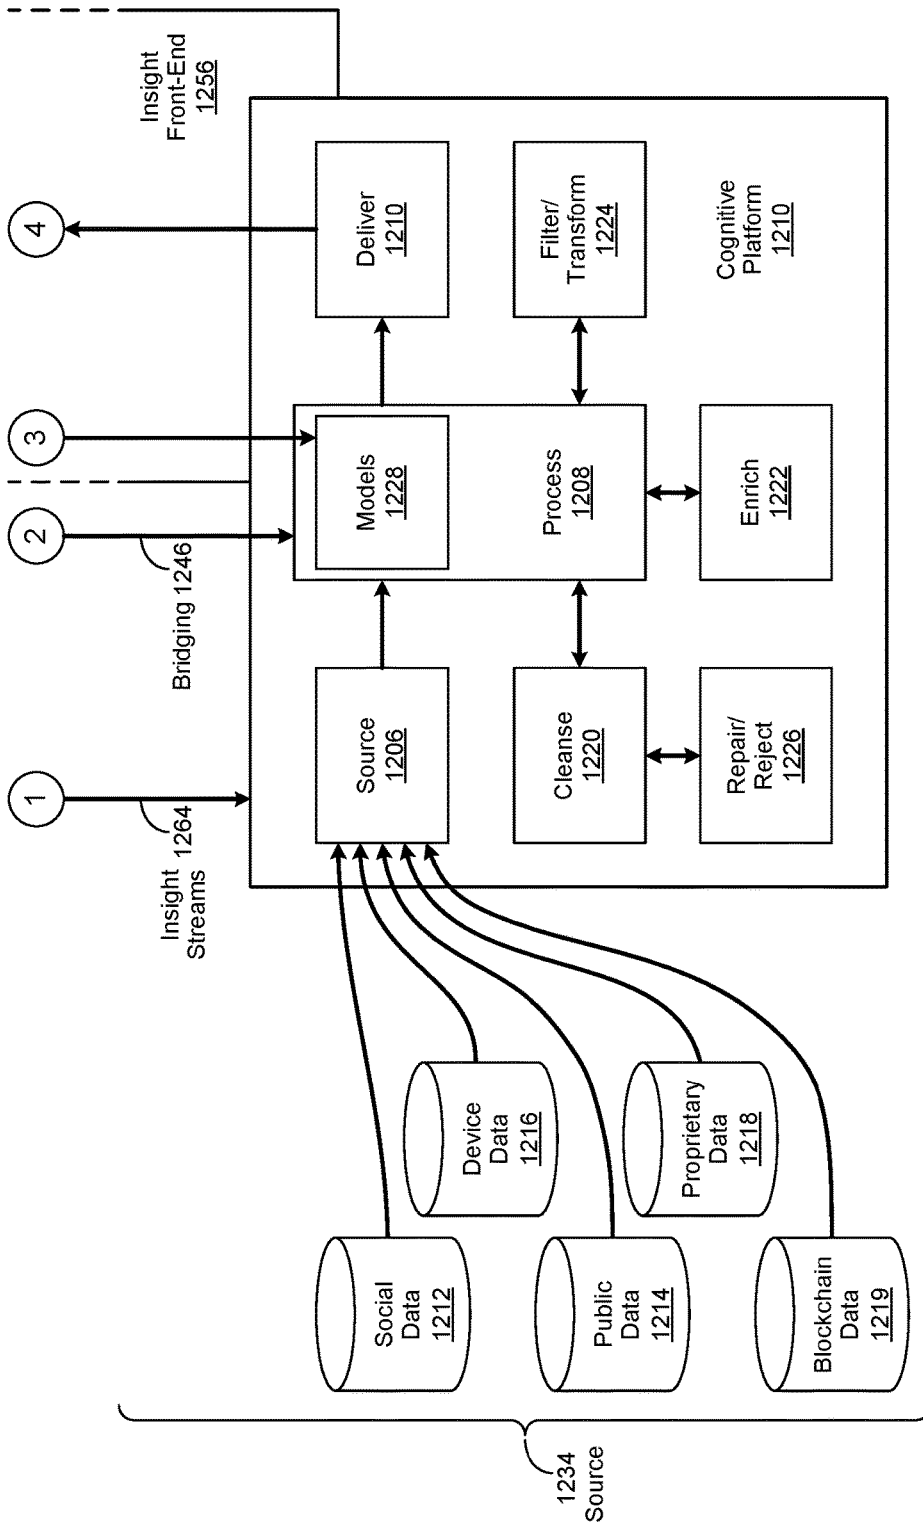 1
2
3
4
Insight
Streams
1264
Bridging 1246
Insight
Front-End
1256
Source
1206
Models
1228
Deliver
1210
Cleanse
1220
Process
1208
Filter/
Transform
1224
Repair/
Reject
1226
Enrich
1222
Cognitive
Platform
1210
Social
Data
1212
Device
Data
1216
Public
Data
1214
Proprietary
Data
1218
Blockchain
Data
1219
1234
Source